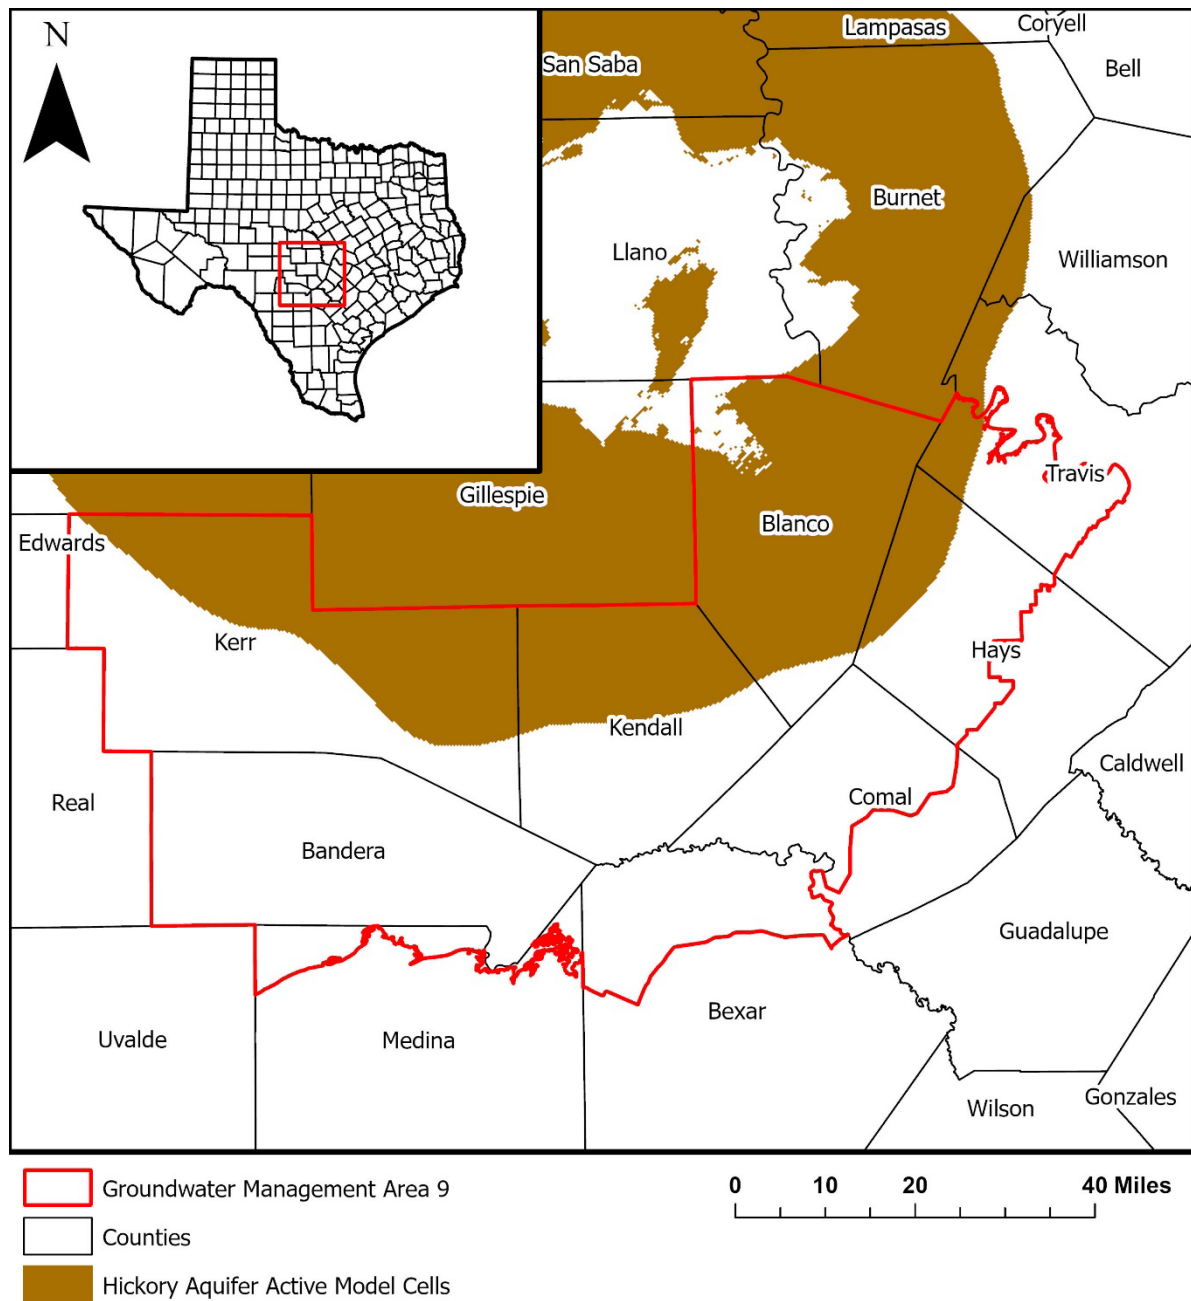 N
Lampasas
Coryell
San Saba
Bell
Burnet
Llano
Williamson
Travis
Gillespie
Blanco
Edwards
Kerr
Hays
Kendall
Caldwell
Real
Comal
Bandera
Guadalupe
Uvalde
Medina
Bexar
Wilson
Gonzales
Groundwater Management Area 9
0 10 20 40 Miles
Counties
Hickory Aquifer Active Model Cells